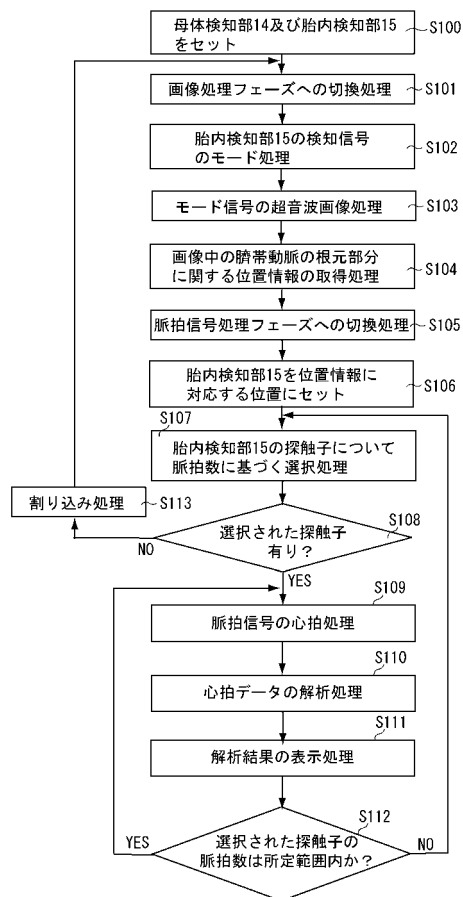 母体検知部14及び胎内検知部15
をセット
S100
画像処理フェーズへの切換処理
S101
胎内検知部15の検知信号
のモード処理
S102
モード信号の超音波画像処理
S103
画像中の臍帯動脈の根元部分
に関する位置情報の取得処理
S104
脈拍信号処理フェーズへの切換処理
S105
胎内検知部15を位置情報に
対応する位置にセット
S106
S107
胎内検知部15の探触子について
脈拍数に基づく選択処理
割り込み処理
S113
選択された探触子
有り？
S108
NO
YES
S109
脈拍信号の心拍処理
S110
心拍データの解析処理
S111
解析結果の表示処理
S112
選択された探触子の
脈拍数は所定範囲内か？
YES
NO